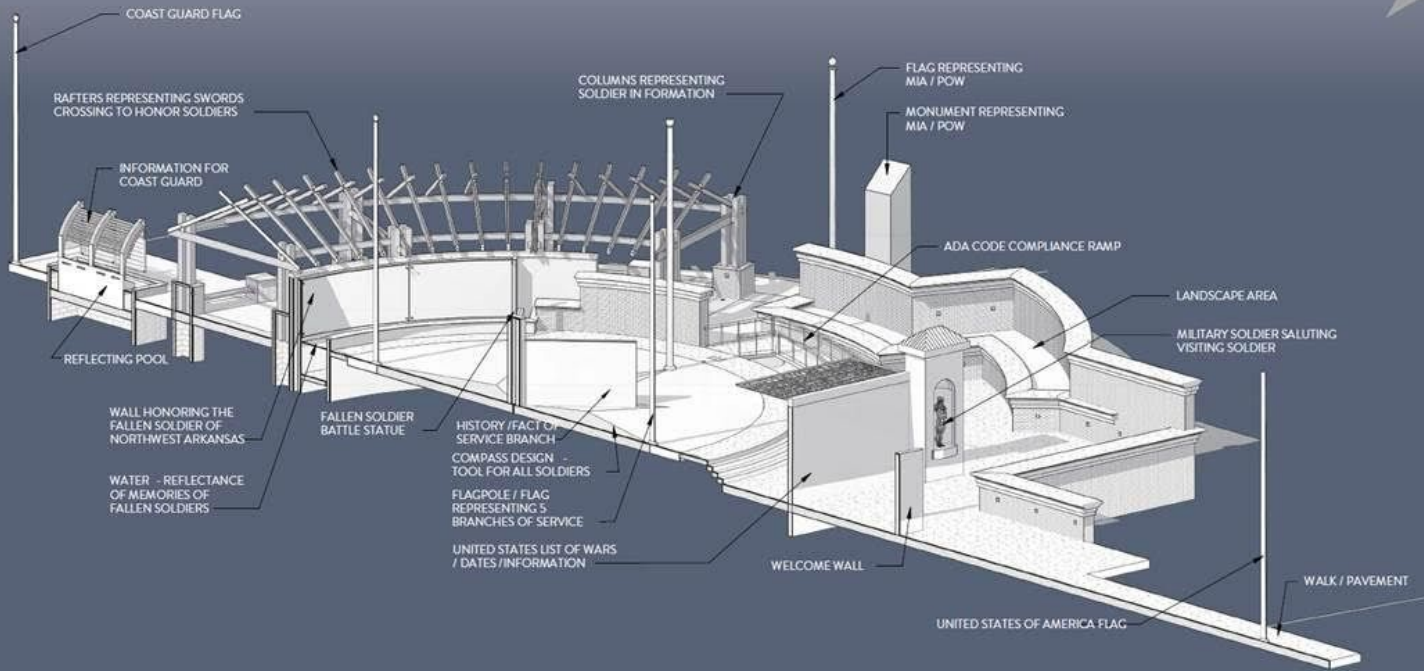 COAST GUARD FLAG
RAFTERS REPRESENTING SWORDS
CROSSING TO HONOR SOLDIERS
INFORMATION FOR
COAST GUARD
COLUMNS REPRESENTING
SOLDIER IN FORMATION
FLAG REPRESENTING
MIA / POW
MONUMENT REPRESENTING
MIA / POW
ADA CODE COMPLIANCE RAMP
LANDSCAPE AREA
MILITARY SOLDIER SALUTING
VISITING SOLDIER
REFLECTING POOL
WALL HONORING THE
FALLEN SOLDIER OF
NORTHWEST ARKANSAS
WATER - REFLECTANCE
OF MEMORIES OF
FALLEN SOLDIERS
FALLEN SOLDIER
BATTLE STATUE
HISTORY / FACT OF
SERVICE BRANCH
COMPASS DESIGN -
TOOL FOR ALL SOLDIERS
FLAGPOLE / FLAG
REPRESENTING 5
BRANCHES OF SERVICE
UNITED STATES LIST OF WARS
/ DATES / INFORMATION
WELCOME WALL
UNITED STATES OF AMERICA FLAG
WALK / PAVEMENT